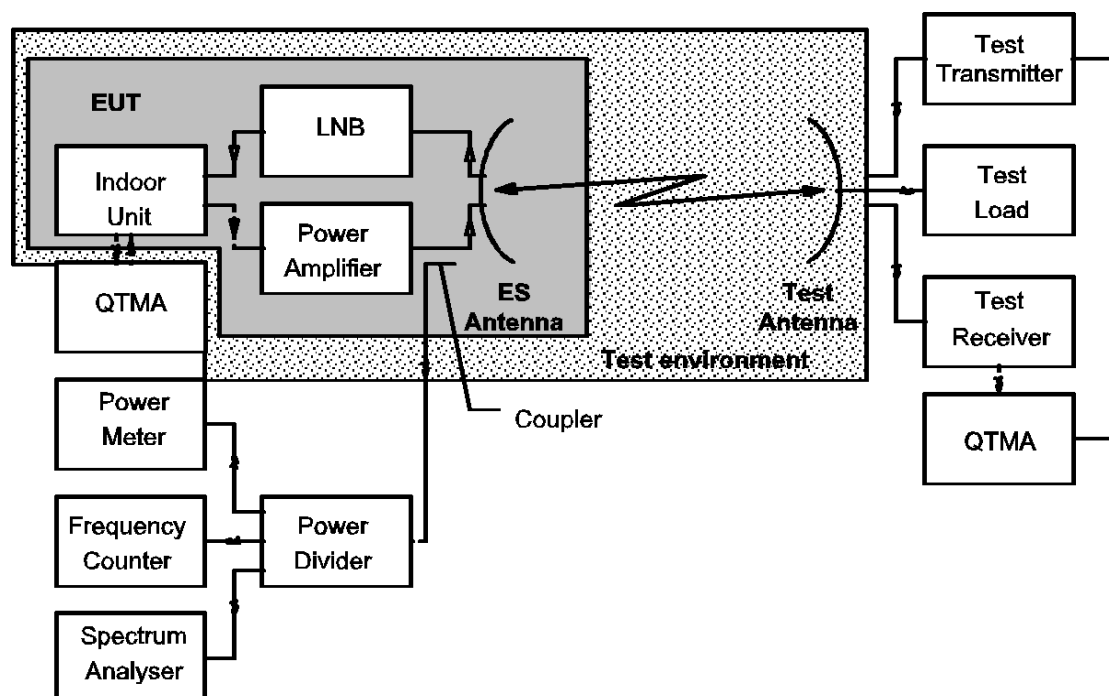 EUT
Indoor
Unit
LNB
Power
Amplifier
QTMA
ES
Antenna
Test
Antenna
Test environment
Test
Transmitter
Test
Load
Test
Receiver
QTMA
Power
Meter
Coupler
Frequency
Counter
Power
Divider
Spectrum
Analyser